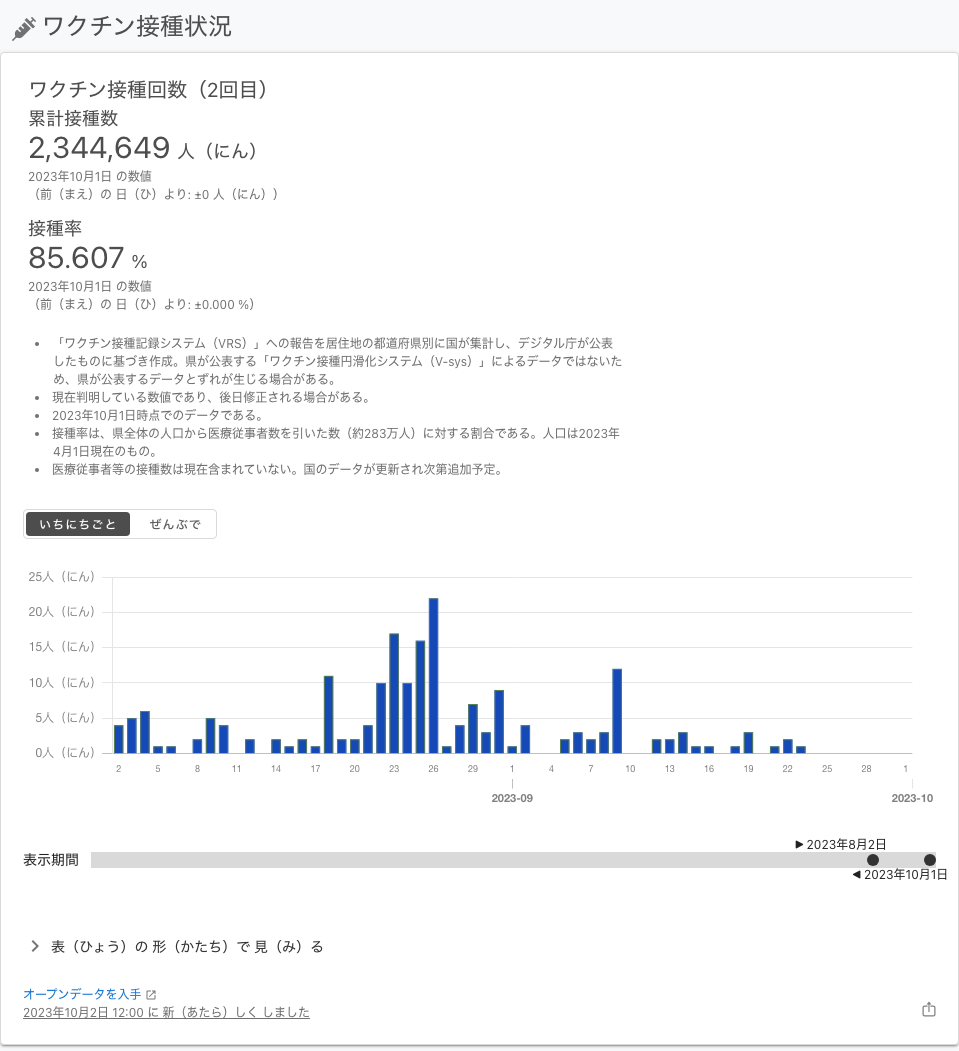 ワクチン接種状況
ワクチン接種回数（2回目）
累計接種数
2,344,649 人（にん）
2023年10月1日 の数値
（前（まえ）の 日（ひ）より: ±0 人（にん））
接種率
85.607 %
2023年10月1日 の数値
（前（まえ）の 日（ひ）より: ±0.000 %）
「ワクチン接種記録システム（VRS）」への報告を居住地の都道府県別に国が集計し、デジタル庁が公表
したものに基づき作成。県が公表する「ワクチン接種円滑化システム（V-sys）」によるデータではないた
め、県が公表するデータとずれが生じる場合がある。
現在判明している数値であり、後日修正される場合がある。
2023年10月1日時点でのデータである。
接種率は、県全体の人口から医療従事者数を引いた数（約283万人）に対する割合である。人口は2023年
4月1日現在のもの。
医療従事者等の接種数は現在含まれていない。国のデータが更新され次第追加予定。
いちにちごと ぜんぶで
25人（にん）
20人（にん）
15人（にん）
10人（にん）
5人（にん）
0人（にん）
2 5 8 11 14 17 20 23 26 29 1 4 7 10 13 16 19 22 25 28 1
2023-09 2023-10
▶ 2023年8月2日
表示期間
◀ 2023年10月1日
表（ひょう）の 形（かたち）で 見（み）る
オープンデータを入手
2023年10月2日 12:00 に 新（あたら）しく しました